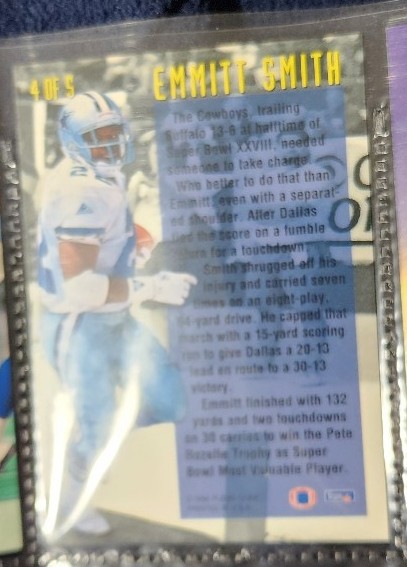 4 OF 5
EMMITT SMITH
The Cowboys, trailing
Buffalo 13-6 at halftime of
Super Bowl XXVIII, needed
someone to take charge.
Who better to do that than
Emmitt, even with a separat-
ed shoulder. After Dallas
tied the score on a fumble
return for a touchdown,
Smith shrugged off his
injury and carried seven
times on an eight-play,
64-yard drive. He capped that
march with a 15-yard scoring
run to give Dallas a 20-13
lead en route to a 30-13
victory.
Emmitt finished with 132
yards and two touchdowns
on 30 carries to win the Pete
Rozelle Trophy as Super
Bowl Most Valuable Player.